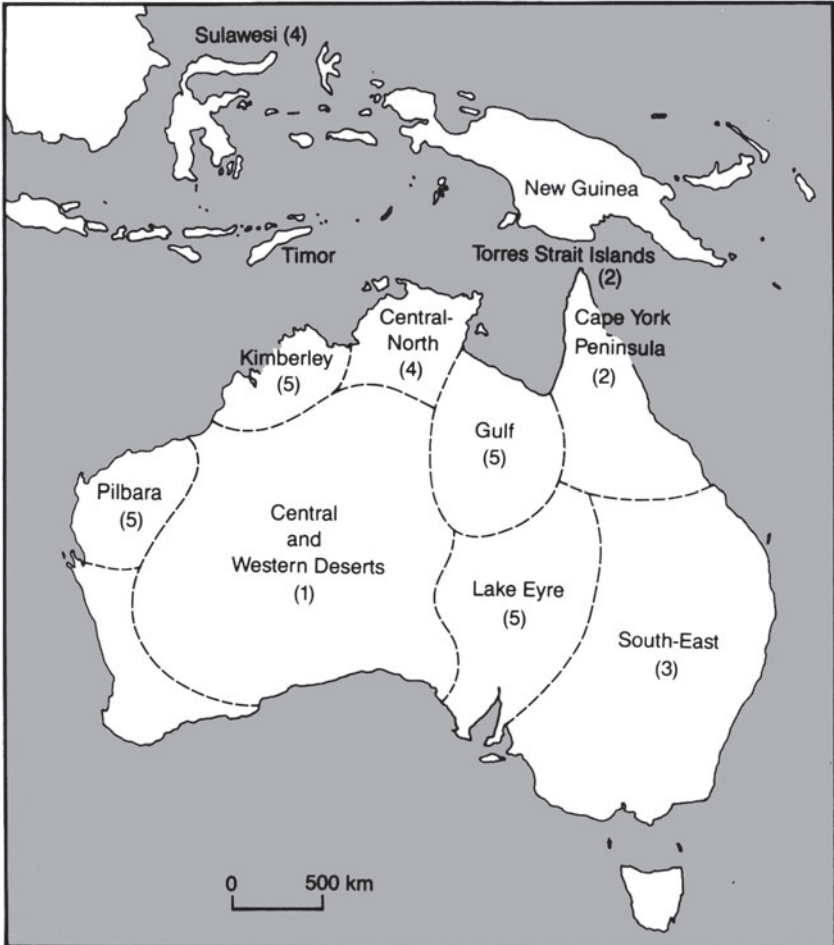 Sulawesi (4)
New Guinea
Timor
Torres Strait Islands
(2)
Central-
North
(4)
Cape York
Peninsula
(2)
Kimberley
(5)
Gulf
(5)
Pilbara
(5)
Central
and
Western Deserts
(1)
Lake Eyre
(5)
South-East
(3)
0 500 km